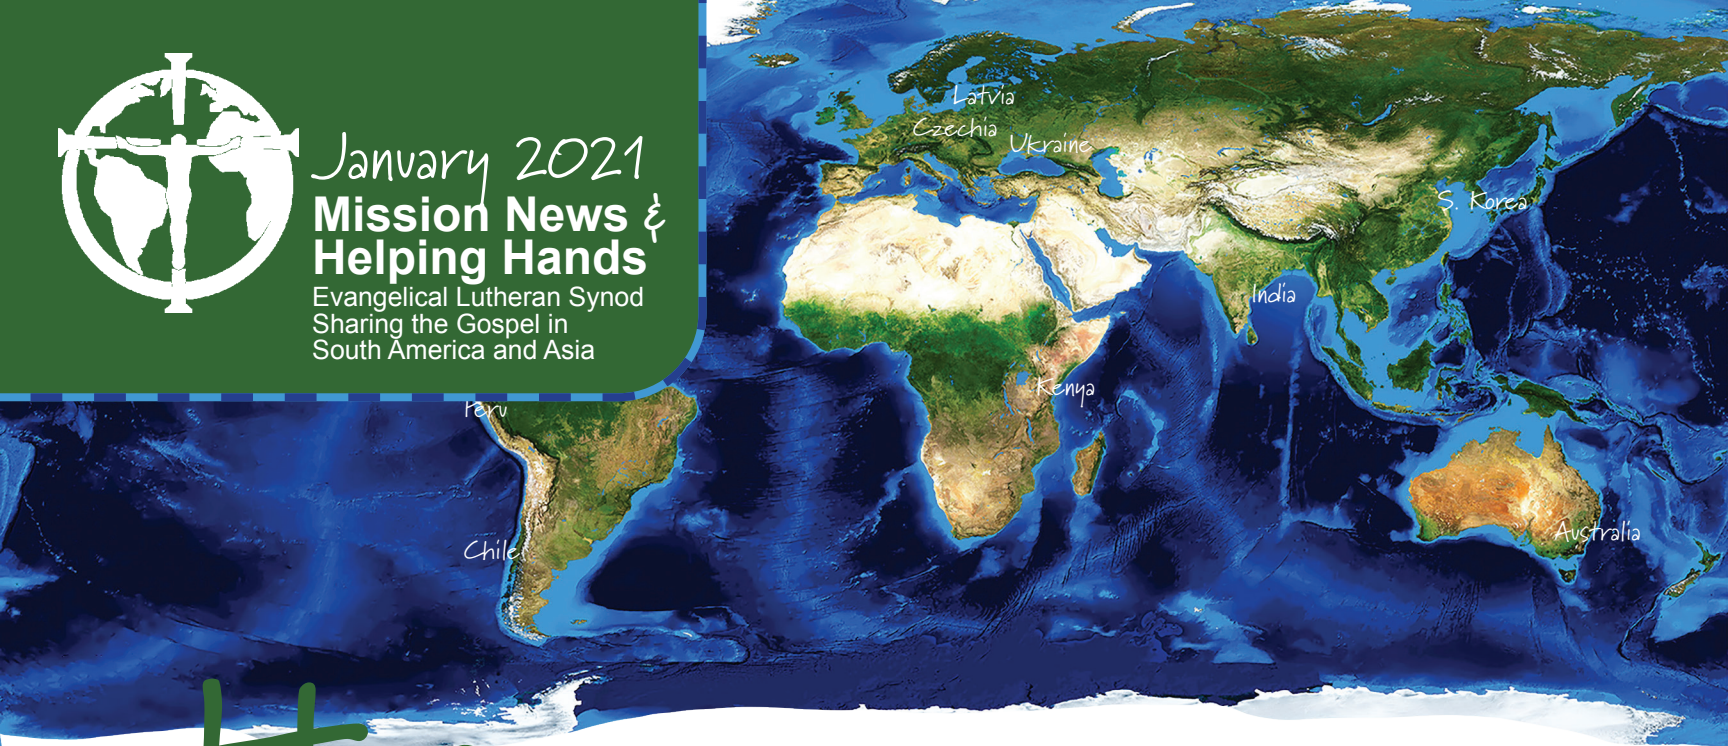 January 2021
Mission News &
Helping Hands
Evangelical Lutheran Synod
Sharing the Gospel in
South America and Asia
Latvia
Czechia
Ukraine
S. Korea
India
Kenya
Peru
Chile
Australia